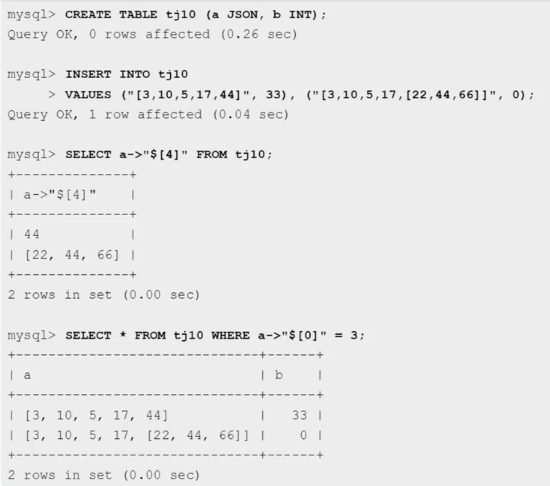 mysql> CREATE TABLE tj10 (a JSON, b INT);
Query OK, 0 rows affected (0.26 sec)
mysql> INSERT INTO tj10
     > VALUES ("[3,10,5,17,44]", 33), ("[3,10,5,17,[22,44,66]]", 0);
Query OK, 1 row affected (0.04 sec)
mysql> SELECT a->"$[4]" FROM tj10;
+--------------+
| a->"$[4]"    |
+--------------+
| 44           |
| [22, 44, 66] |
+--------------+
2 rows in set (0.00 sec)
mysql> SELECT * FROM tj10 WHERE a->"$[0]" = 3;
+------------------------------+------+
| a                            | b    |
+------------------------------+------+
| [3, 10, 5, 17, 44]           |   33 |
| [3, 10, 5, 17, [22, 44, 66]] |    0 |
+------------------------------+------+
2 rows in set (0.00 sec)